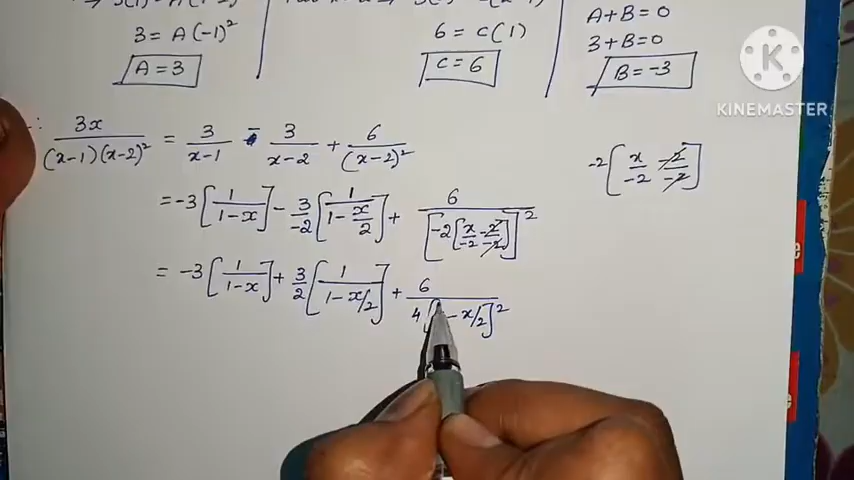 3 = A(-1)²
A = 3
6 = C(1)
C = 6
A+B = 0
3+B = 0
B = -3
3x/((x-1)(x-2)²) = 3/(x-1) - 3/(x-2) + 6/(x-2)²
= -3[1/(1-x)] - 3/-2[1/(1-x/2)] + 6/[-2[x/-2 -2/-2]]²
-2[x/-2 -2/-2]
= -3[1/(1-x)] + 3/2[1/(1-x/2)] + 6/4[ - x/2]²
KINEMASTER